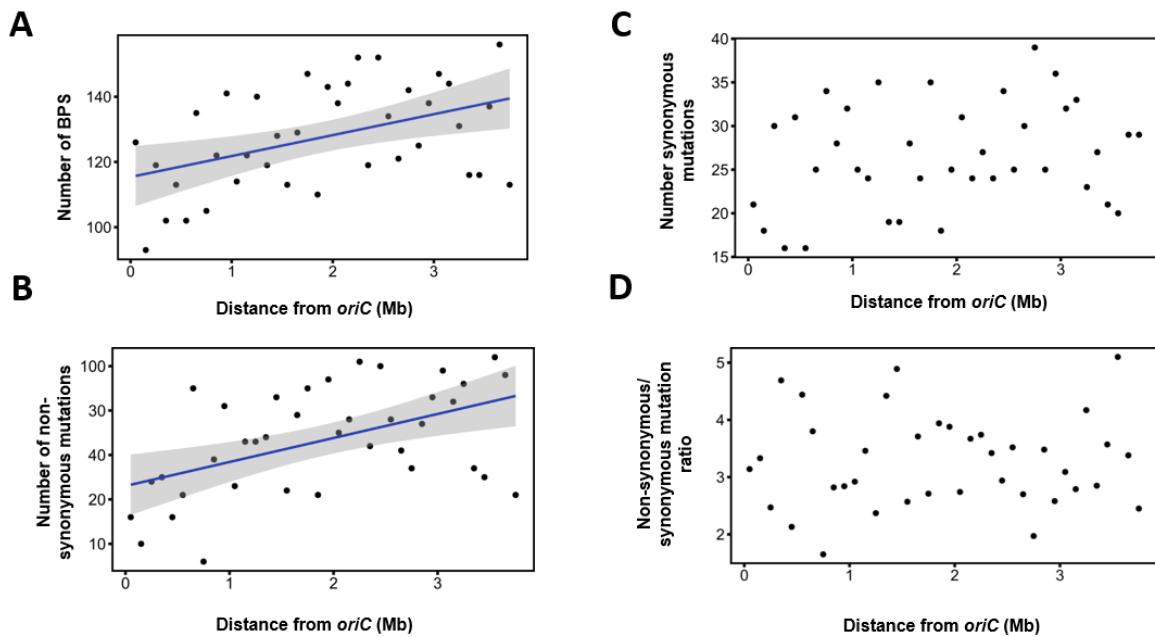 A
Number of BPS
140
120
100
0 1 2 3
Distance from oriC (Mb)
B
Number of non-
synonymous mutations
100
30
40
20
10
0 1 2 3
Distance from oriC (Mb)
C
Number synonymous
mutations
40
35
30
25
20
15
0 1 2 3
Distance from oriC (Mb)
D
Non-synonymous/
synonymous mutation
ratio
5
4
3
2
0 1 2 3
Distance from oriC (Mb)